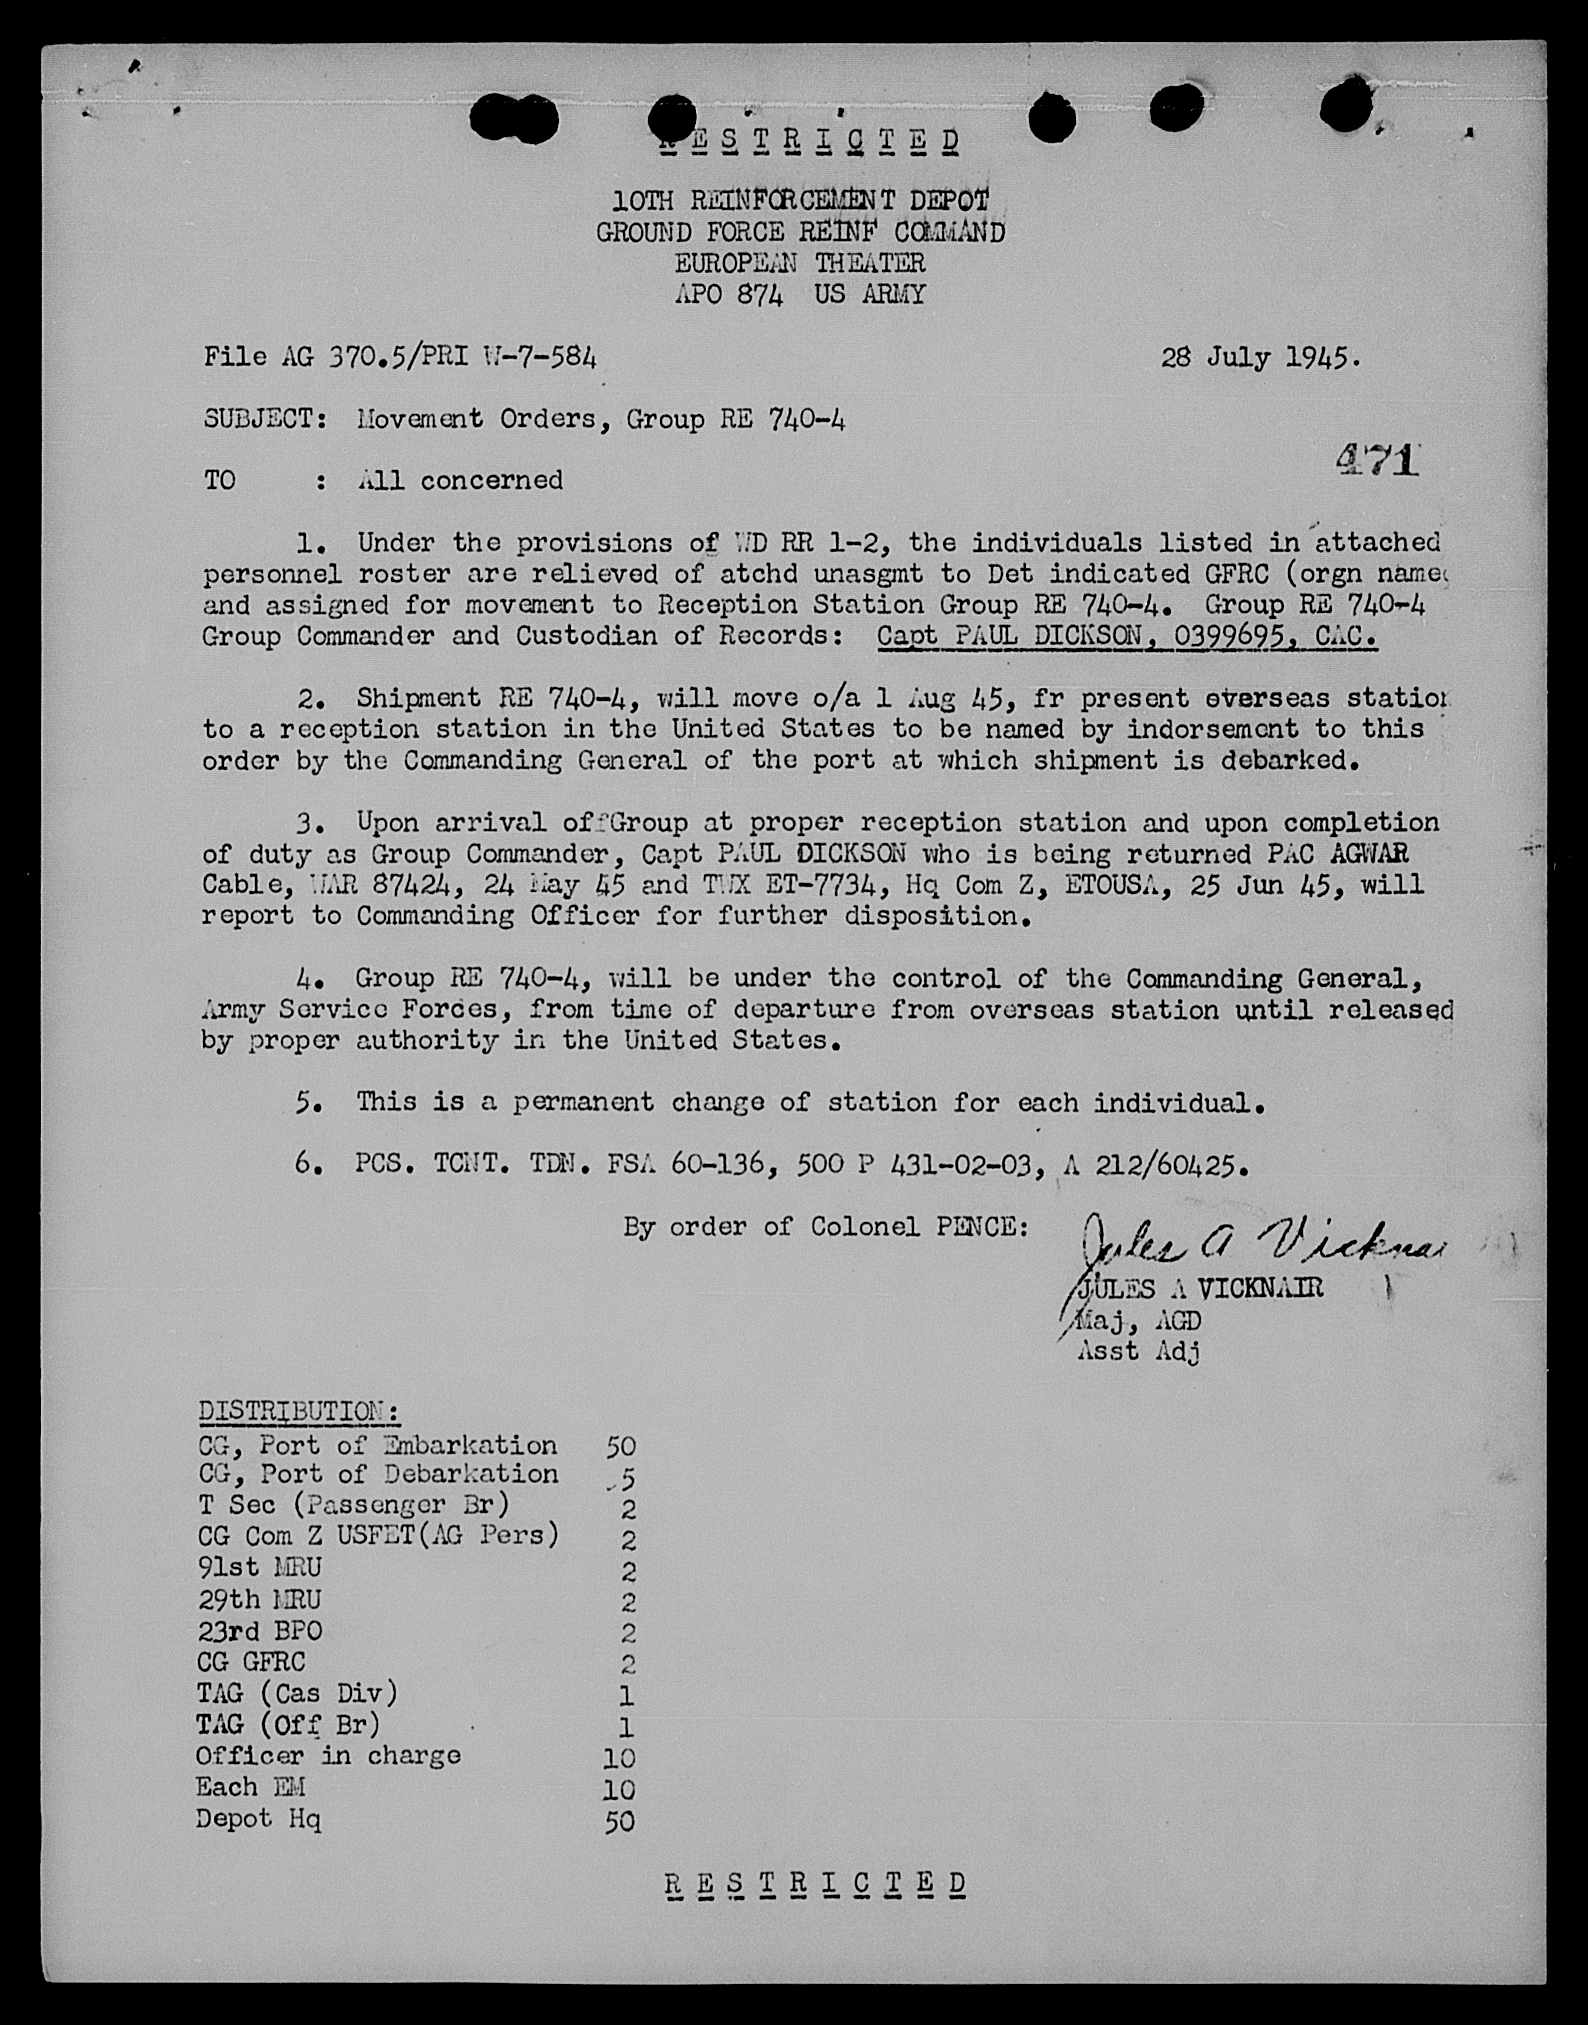 R E S T R I C T E D
10TH REINFORCEMENT DEPOT
GROUND FORCE REINF COMMAND
EUROPEAN THEATER
APO 874 US ARMY
File AG 370.5/PRI W-7-584 28 July 1945.
SUBJECT: Movement Orders, Group RE 740-4
471
TO : All concerned
1. Under the provisions of WD RR 1-2, the individuals listed in attached
personnel roster are relieved of atchd unasgmt to Det indicated GFRC (orgn name
and assigned for movement to Reception Station Group RE 740-4. Group RE 740-4
Group Commander and Custodian of Records: Capt PAUL DICKSON, O399695, CAC.
2. Shipment RE 740-4, will move o/a 1 Aug 45, fr present overseas station
to a reception station in the United States to be named by indorsement to this
order by the Commanding General of the port at which shipment is debarked.
3. Upon arrival offGroup at proper reception station and upon completion
of duty as Group Commander, Capt PAUL DICKSON who is being returned PAC AGWAR
Cable, WAR 87424, 24 May 45 and TWX ET-7734, Hq Com Z, ETOUSA, 25 Jun 45, will
report to Commanding Officer for further disposition.
4. Group RE 740-4, will be under the control of the Commanding General,
Army Service Forces, from time of departure from overseas station until released
by proper authority in the United States.
5. This is a permanent change of station for each individual.
6. PCS. TCNT. TDN. FSA 60-136, 500 P 431-02-03, A 212/60425.
By order of Colonel PENCE:
Jules A Vicknai
JULES A VICKNAIR
Maj, AGD
Asst Adj
DISTRIBUTION:
CG, Port of Embarkation 50
CG, Port of Debarkation 5
T Sec (Passenger Br) 2
CG Com Z USFET(AG Pers) 2
91st MRU 2
29th MRU 2
23rd BPO 2
CG GFRC 2
TAG (Cas Div) 1
TAG (Off Br) 1
Officer in charge 10
Each EM 10
Depot Hq 50
R E S T R I C T E D